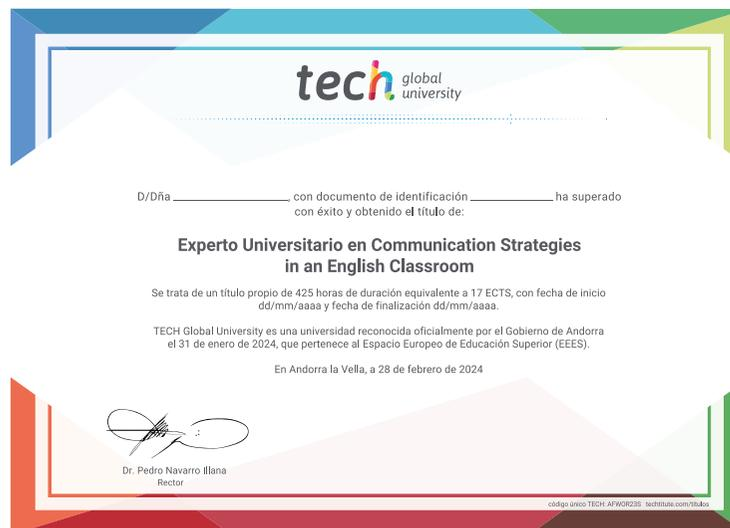 tech global
university
D/Dña ____________________, con documento de identificación ______________ ha superado
con éxito y obtenido el título de:
Experto Universitario en Communication Strategies
in an English Classroom
Se trata de un título propio de 425 horas de duración equivalente a 17 ECTS, con fecha de inicio
dd/mm/aaaa y fecha de finalización dd/mm/aaaa.
TECH Global University es una universidad reconocida oficialmente por el Gobierno de Andorra
el 31 de enero de 2024, que pertenece al Espacio Europeo de Educación Superior (EEES).
En Andorra la Vella, a 28 de febrero de 2024
Dr. Pedro Navarro Illana
Rector
código único TECH: AFWOR23S techtitute.com/titulos